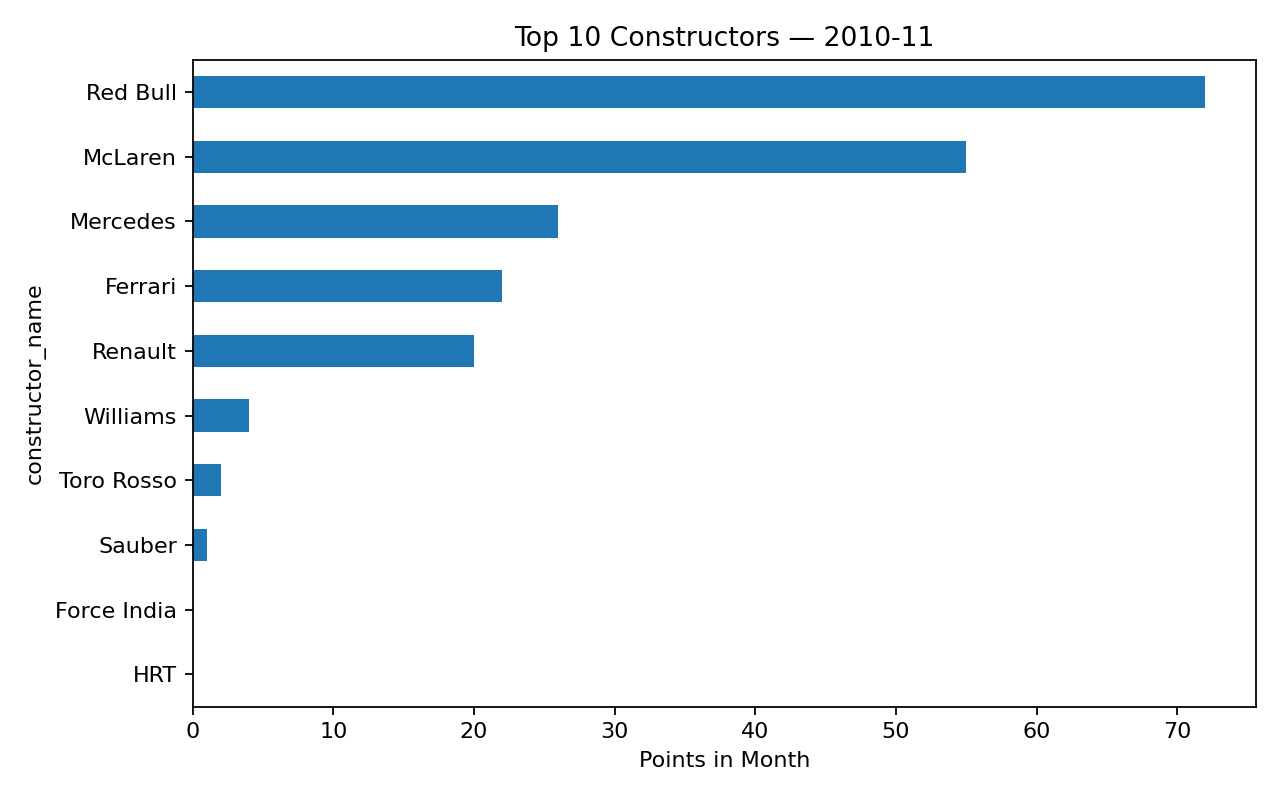 Top 10 Constructors — 2010-11
constructor_name
Red Bull
McLaren
Mercedes
Ferrari
Renault
Williams
Toro Rosso
Sauber
Force India
HRT
0 10 20 30 40 50 60 70
Points in Month